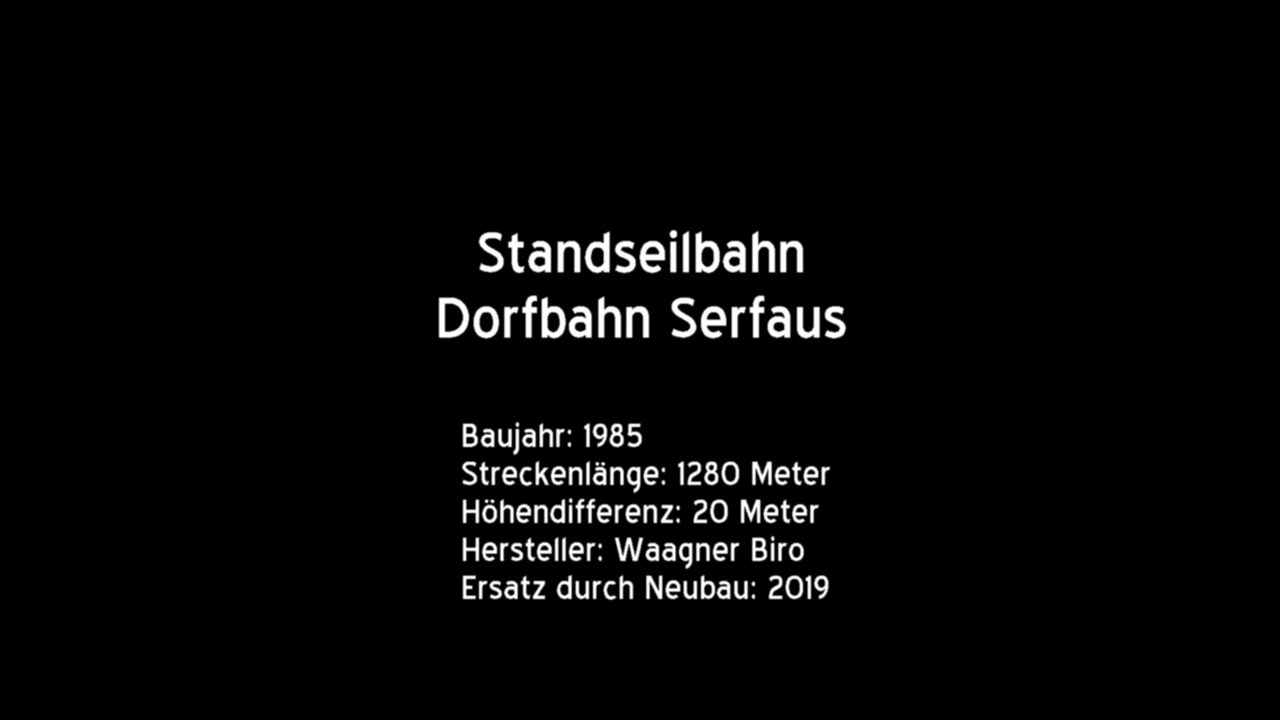 Standseilbahn
Dorfbahn Serfaus
Baujahr: 1985
Streckenlänge: 1280 Meter
Höhendifferenz: 20 Meter
Hersteller: Waagner Biro
Ersatz durch Neubau: 2019